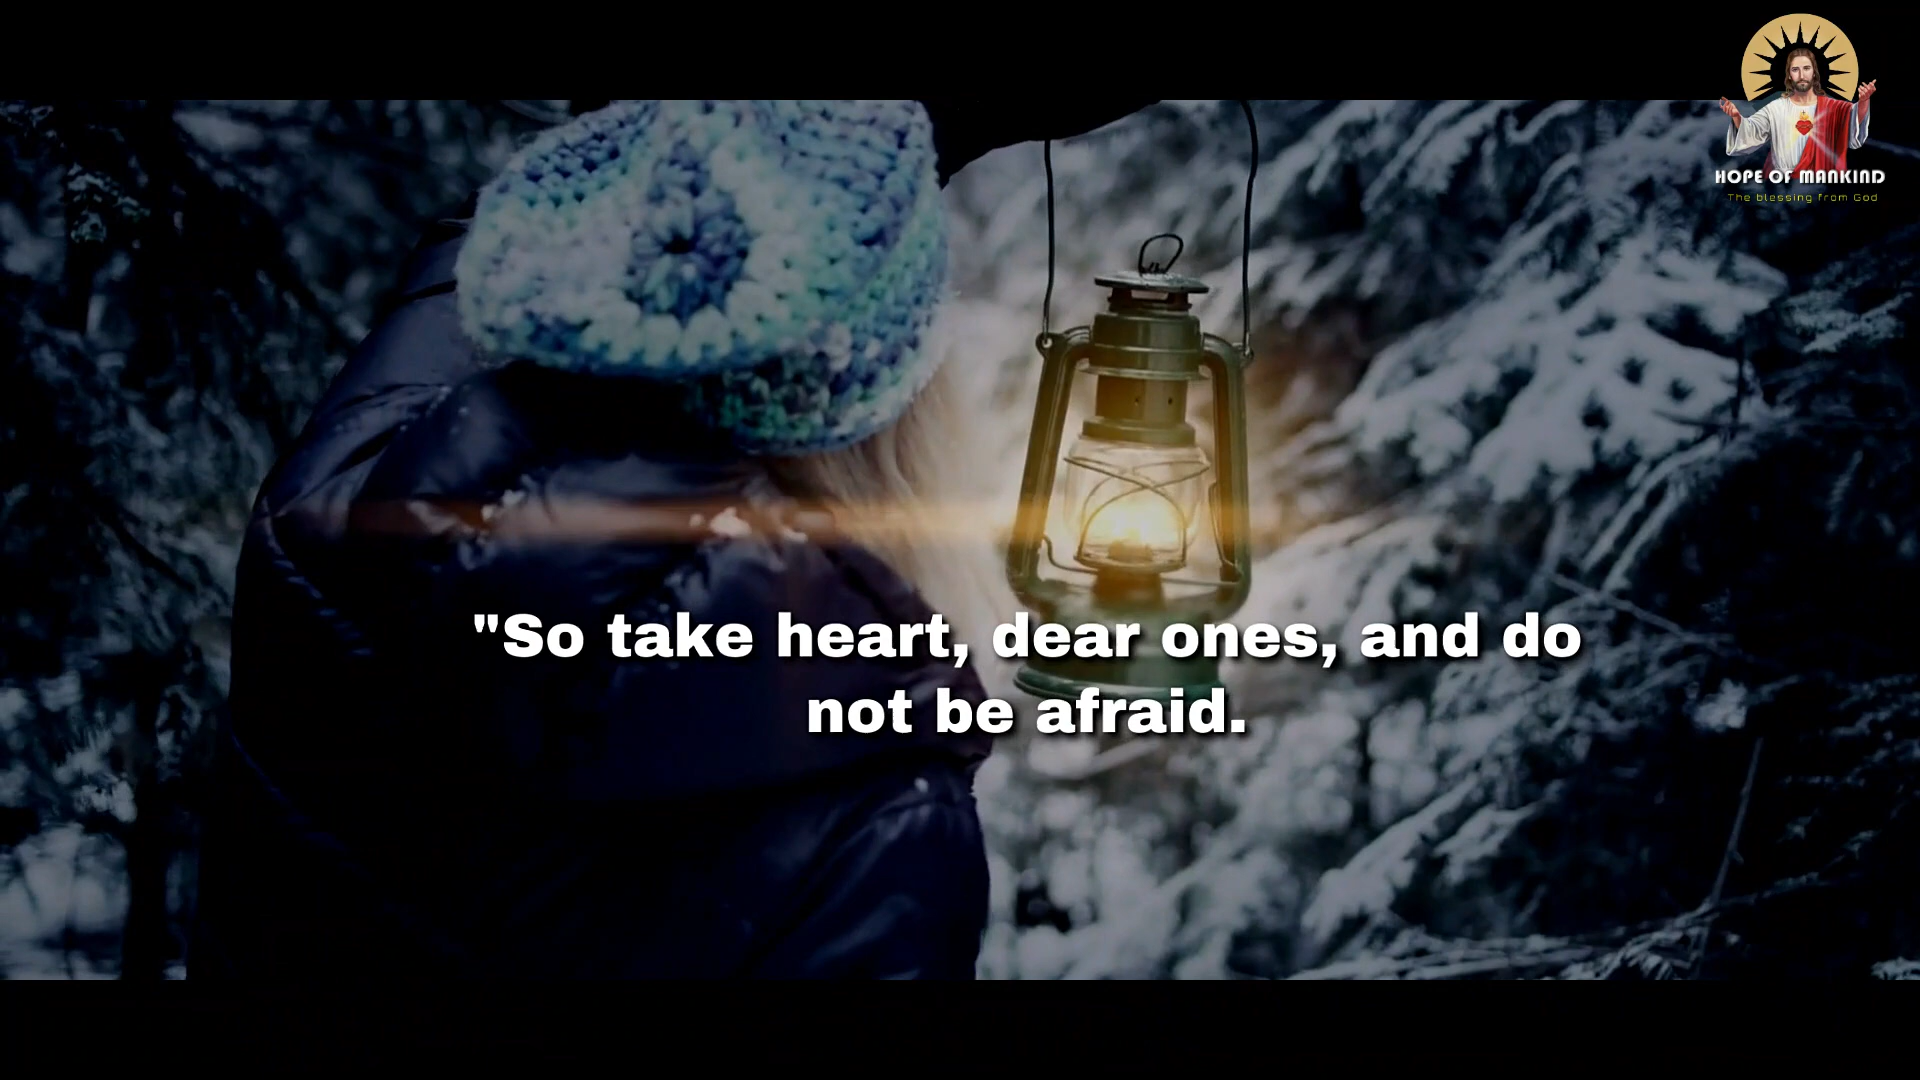 HOPE OF MANKIND
The blessing from God
"So take heart, dear ones, and do
not be afraid.